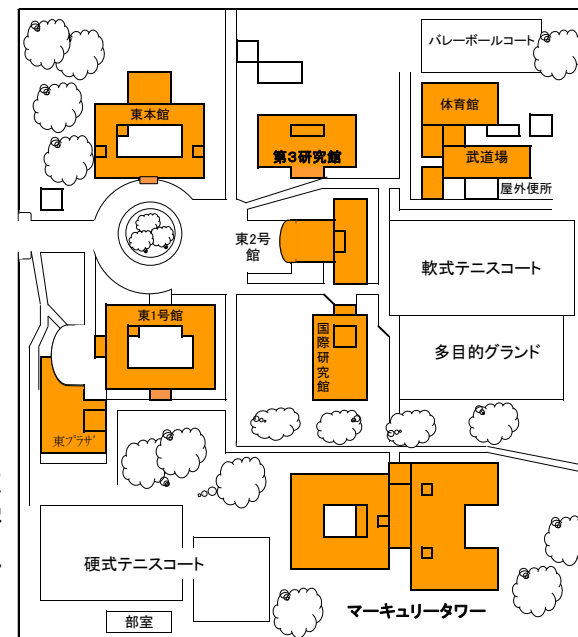 バレーボールコート
東本館
体育館
第3研究館
武道場
屋外便所
東2号
館
軟式テニスコート
東1号館
国際研究館
多目的グランド
東プラザ
硬式テニスコート
マーキュリータワー
部室